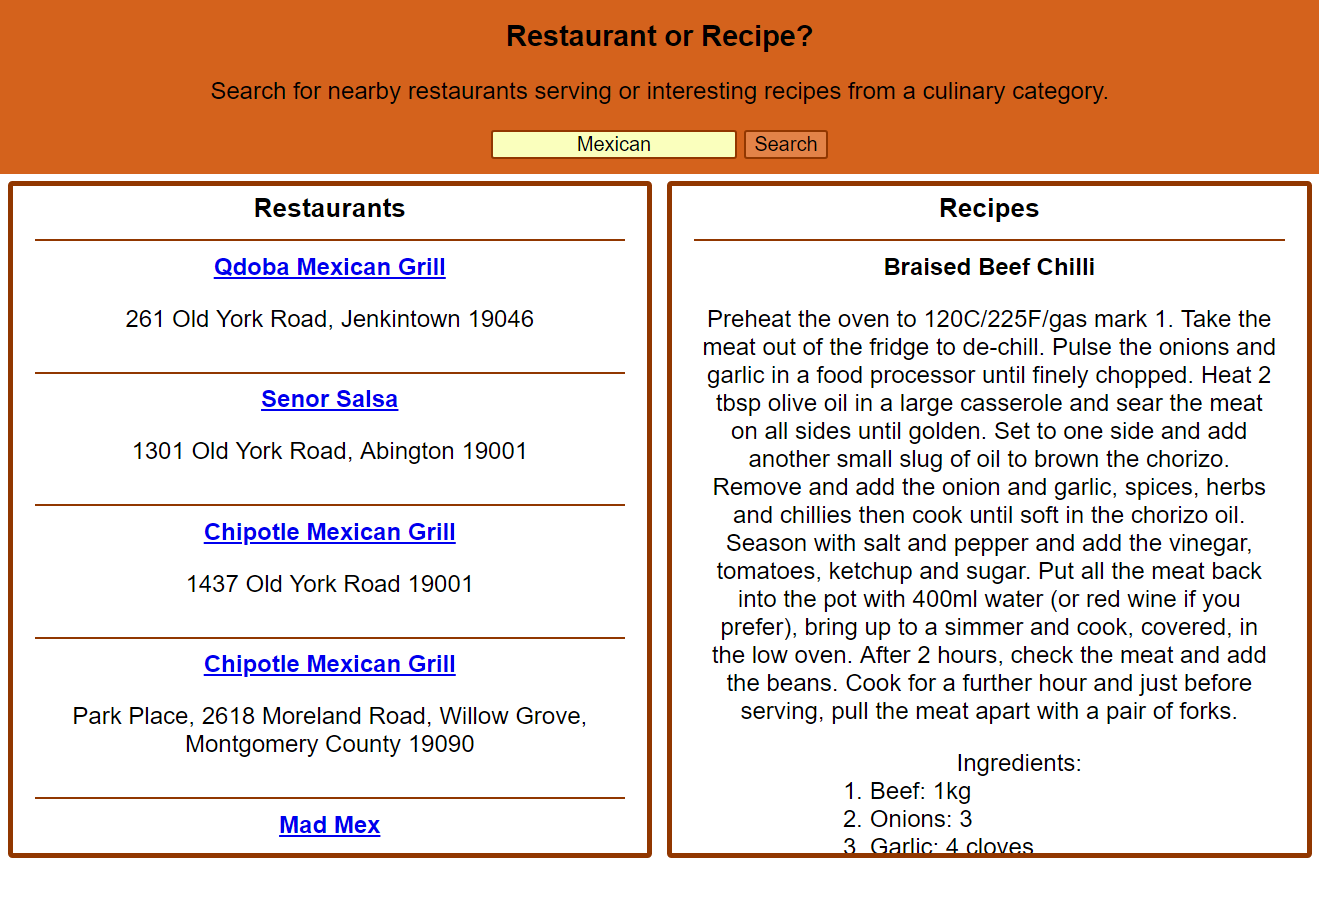 Restaurant or Recipe?
Search for nearby restaurants serving or interesting recipes from a culinary category.
Mexican
Search
Restaurants
Qdoba Mexican Grill
261 Old York Road, Jenkintown 19046
Senor Salsa
1301 Old York Road, Abington 19001
Chipotle Mexican Grill
1437 Old York Road 19001
Chipotle Mexican Grill
Park Place, 2618 Moreland Road, Willow Grove,
Montgomery County 19090
Mad Mex
Recipes
Braised Beef Chilli
Preheat the oven to 120C/225F/gas mark 1. Take the
meat out of the fridge to de-chill. Pulse the onions and
garlic in a food processor until finely chopped. Heat 2
tbsp olive oil in a large casserole and sear the meat
on all sides until golden. Set to one side and add
another small slug of oil to brown the chorizo.
Remove and add the onion and garlic, spices, herbs
and chillies then cook until soft in the chorizo oil.
Season with salt and pepper and add the vinegar,
tomatoes, ketchup and sugar. Put all the meat back
into the pot with 400ml water (or red wine if you
prefer), bring up to a simmer and cook, covered, in
the low oven. After 2 hours, check the meat and add
the beans. Cook for a further hour and just before
serving, pull the meat apart with a pair of forks.
Ingredients:
1. Beef: 1kg
2. Onions: 3
3. Garlic: 4 cloves